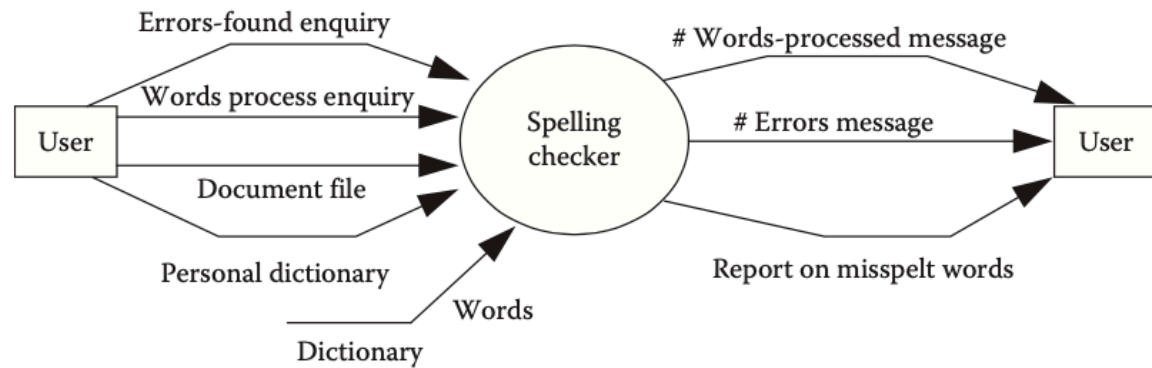 Errors-found enquiry
# Words-processed message
Words process enquiry
User
Spelling
checker
# Errors message
User
Document file
Personal dictionary
Report on misspelt words
Words
Dictionary